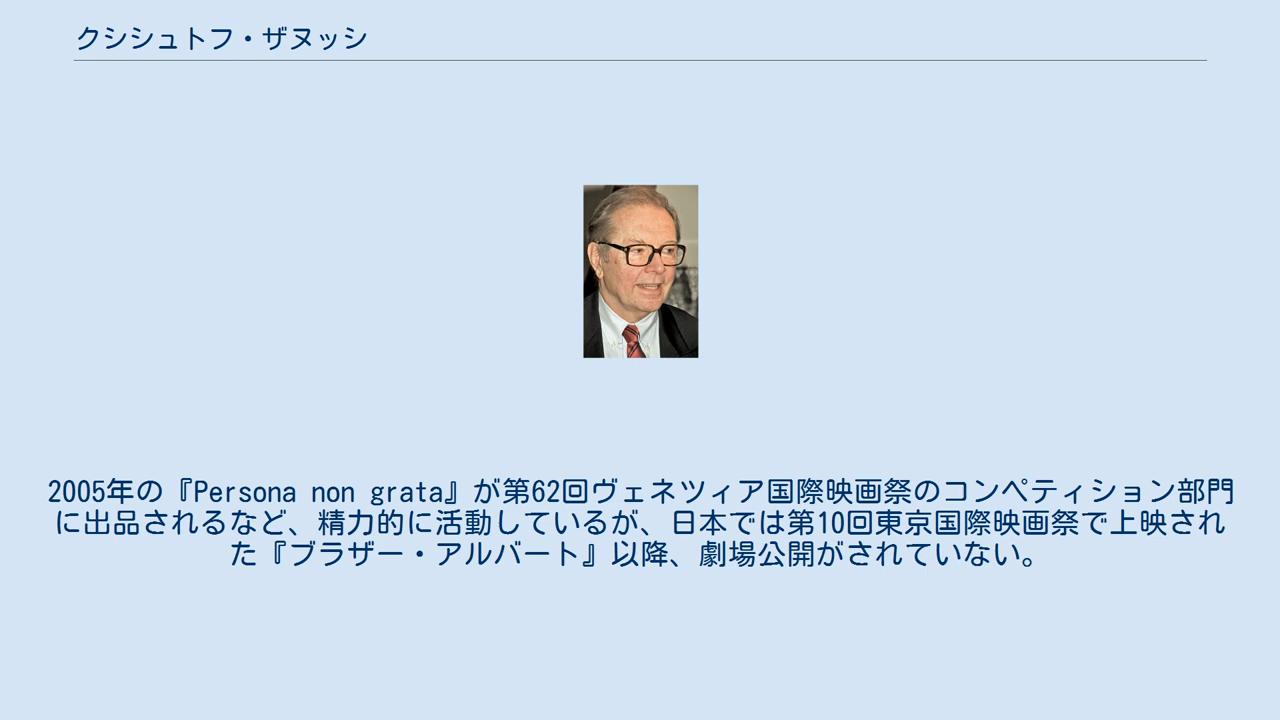 クシシュトフ・ザヌッシ
2005年の『Persona non grata』が第62回ヴェネツィア国際映画祭のコンペティション部門
に出品されるなど、精力的に活動しているが、日本では第10回東京国際映画祭で上映され
た『ブラザー・アルバート』以降、劇場公開がされていない。